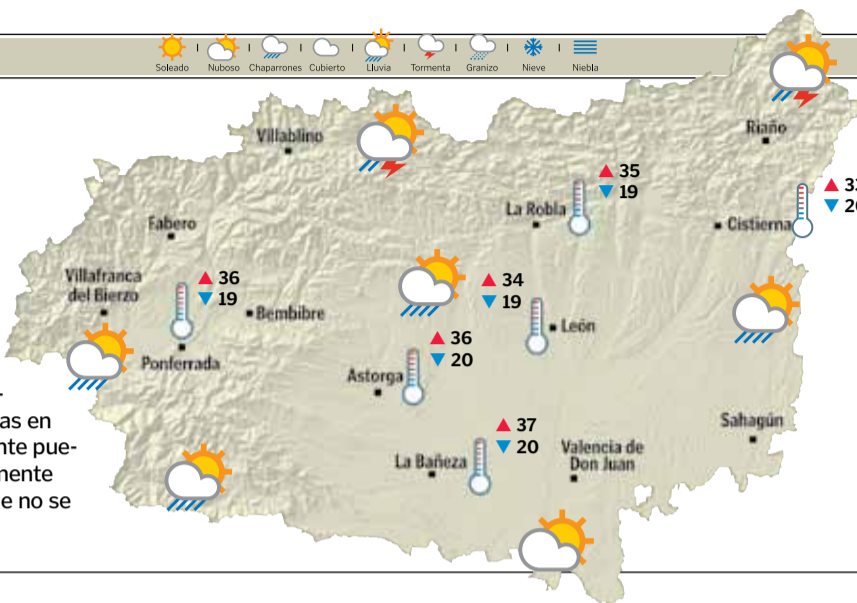 Soleado Nuboso Chaparrones Cubierto Lluvia Tormenta Granizo Nieve Niebla
Riaño
Villablino
35
19
La Robla
Cistierna
Fabero
Villafranca
del Bierzo
36
19
Bembibre
Ponferrada
34
19
León
36
20
Astorga
37
20
La Bañeza
Valencia de
Don Juan
Sahagún
as en
nte pue-
nente
e no se